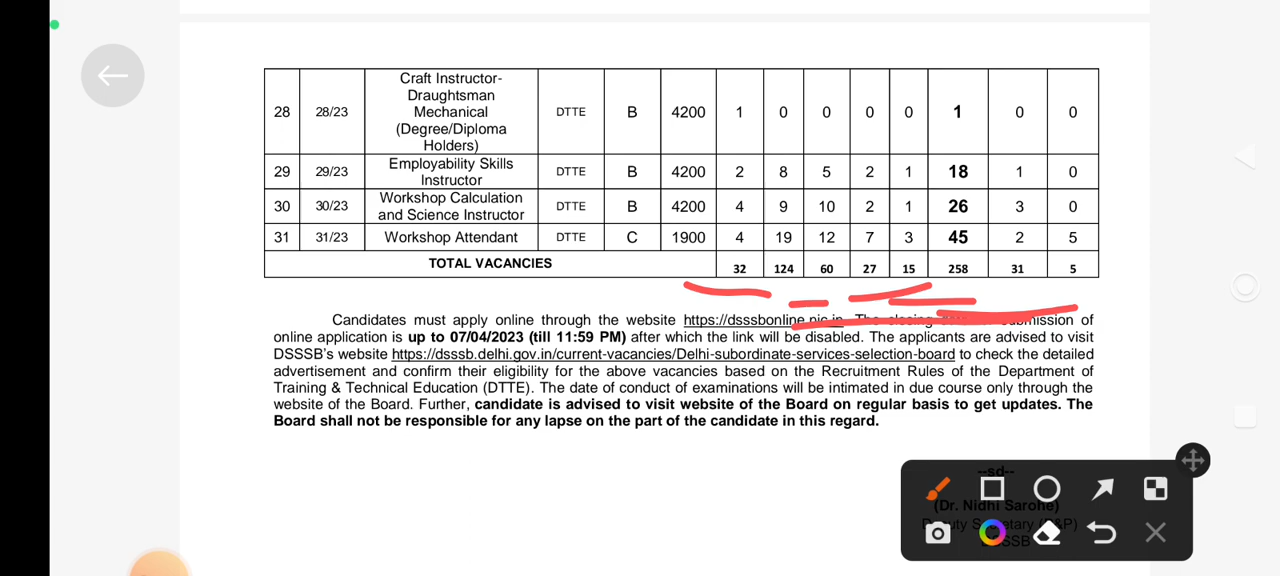 28 28/23 Craft Instructor-
Draughtsman
Mechanical
(Degree/Diploma
Holders) DTTE B 4200 1 0 0 0 0 1 0 0
29 29/23 Employability Skills
Instructor DTTE B 4200 2 8 5 2 1 18 1 0
30 30/23 Workshop Calculation
and Science Instructor DTTE B 4200 4 9 10 2 1 26 3 0
31 31/23 Workshop Attendant DTTE C 1900 4 19 12 7 3 45 2 5
TOTAL VACANCIES 32 124 60 27 15 258 31 5
Candidates must apply online through the website https://dsssbonline.nic.in. The closing submission of
online application is up to 07/04/2023 (till 11:59 PM) after which the link will be disabled. The applicants are advised to visit
DSSSB's website https://dsssb.delhi.gov.in/current-vacancies/Delhi-subordinate-services-selection-board to check the detailed
advertisement and confirm their eligibility for the above vacancies based on the Recruitment Rules of the Department of
Training & Technical Education (DTTE). The date of conduct of examinations will be intimated in due course only through the
website of the Board. Further, candidate is advised to visit website of the Board on regular basis to get updates. The
Board shall not be responsible for any lapse on the part of the candidate in this regard.
--sd--
(Dr. Nidhi Sarohe)